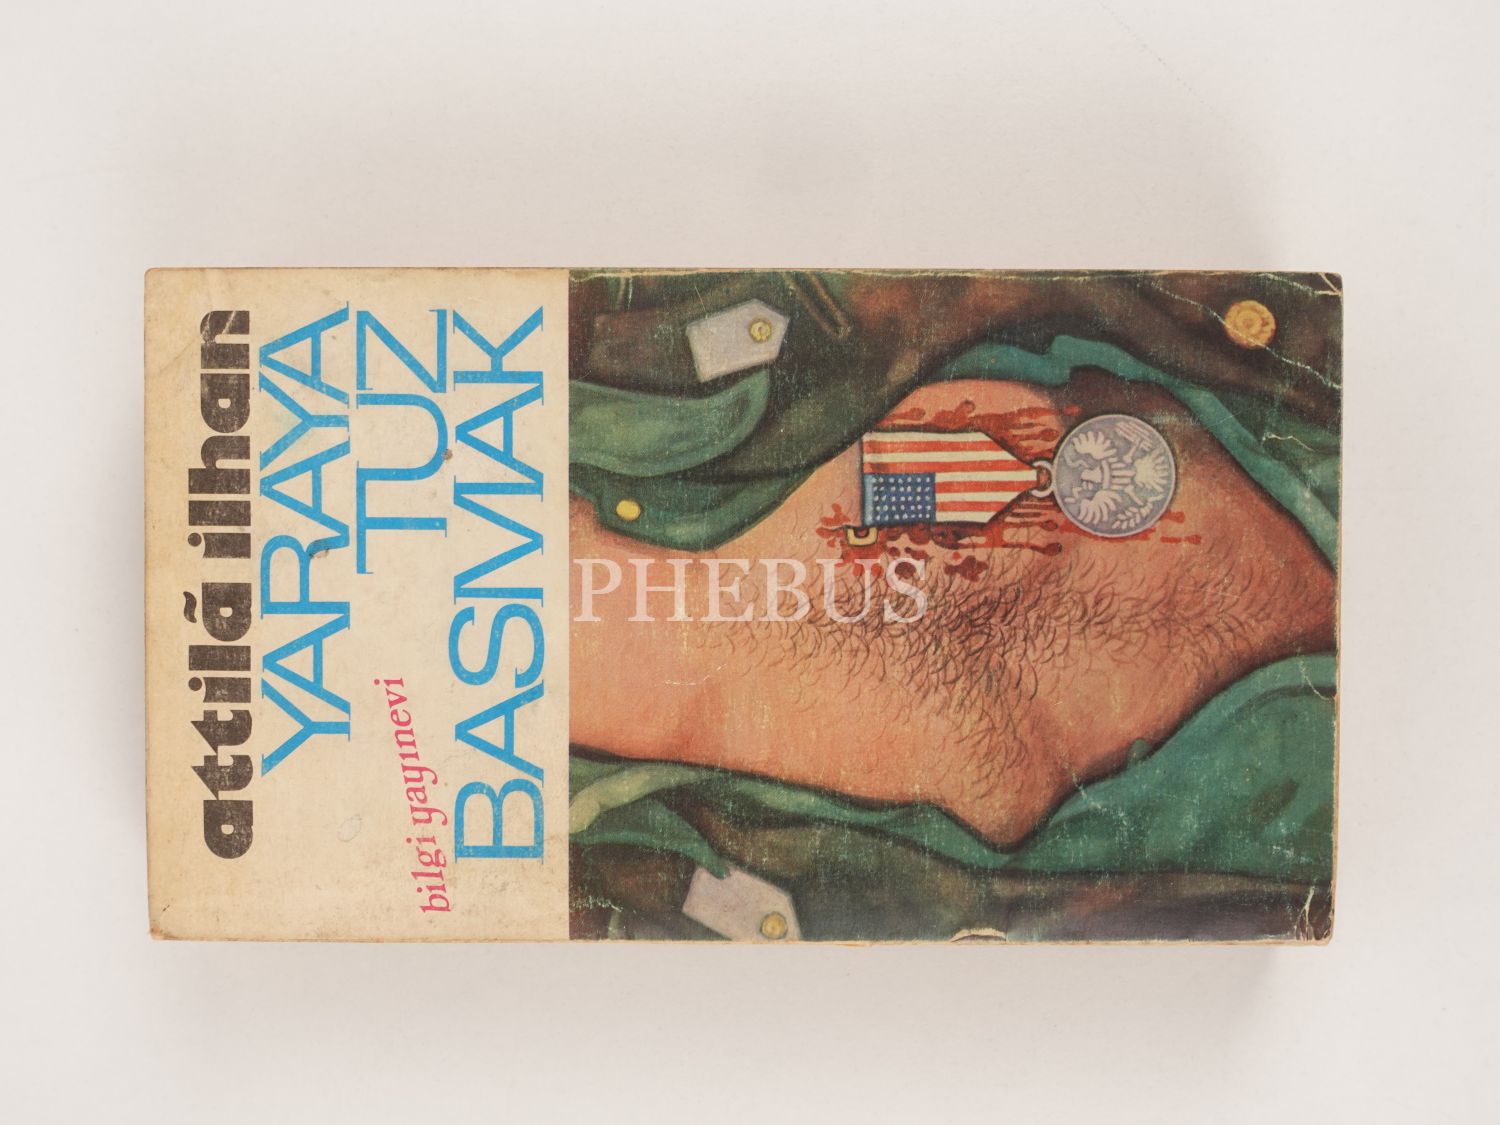 attilâ ilhan
YARAYA
TUZ
BASMAK
bilgi yayınevi
PHEBUS